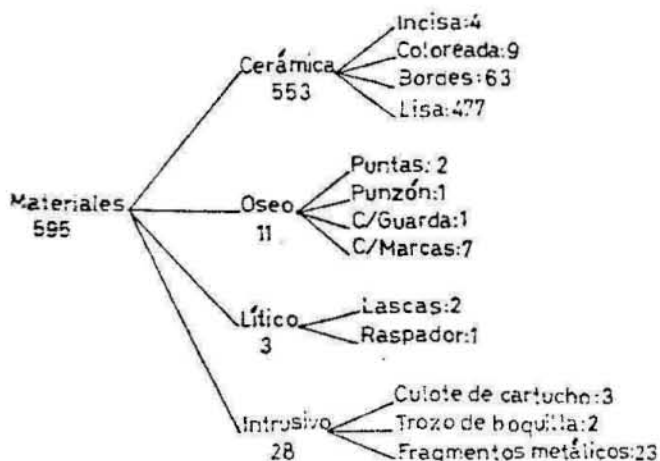 Materiales
595
Cerámica
553
Incisa:4
Coloreada:9
Bordes:63
Lisa:477
Oseo
11
Puntas:2
Punzón:1
C/Guarda:1
C/Marcas:7
Lítico
3
Lascas:2
Raspador:1
Intrusivo
28
Culote de cartucho:3
Trozo de boquilla:2
Fragmentos metálicos:23